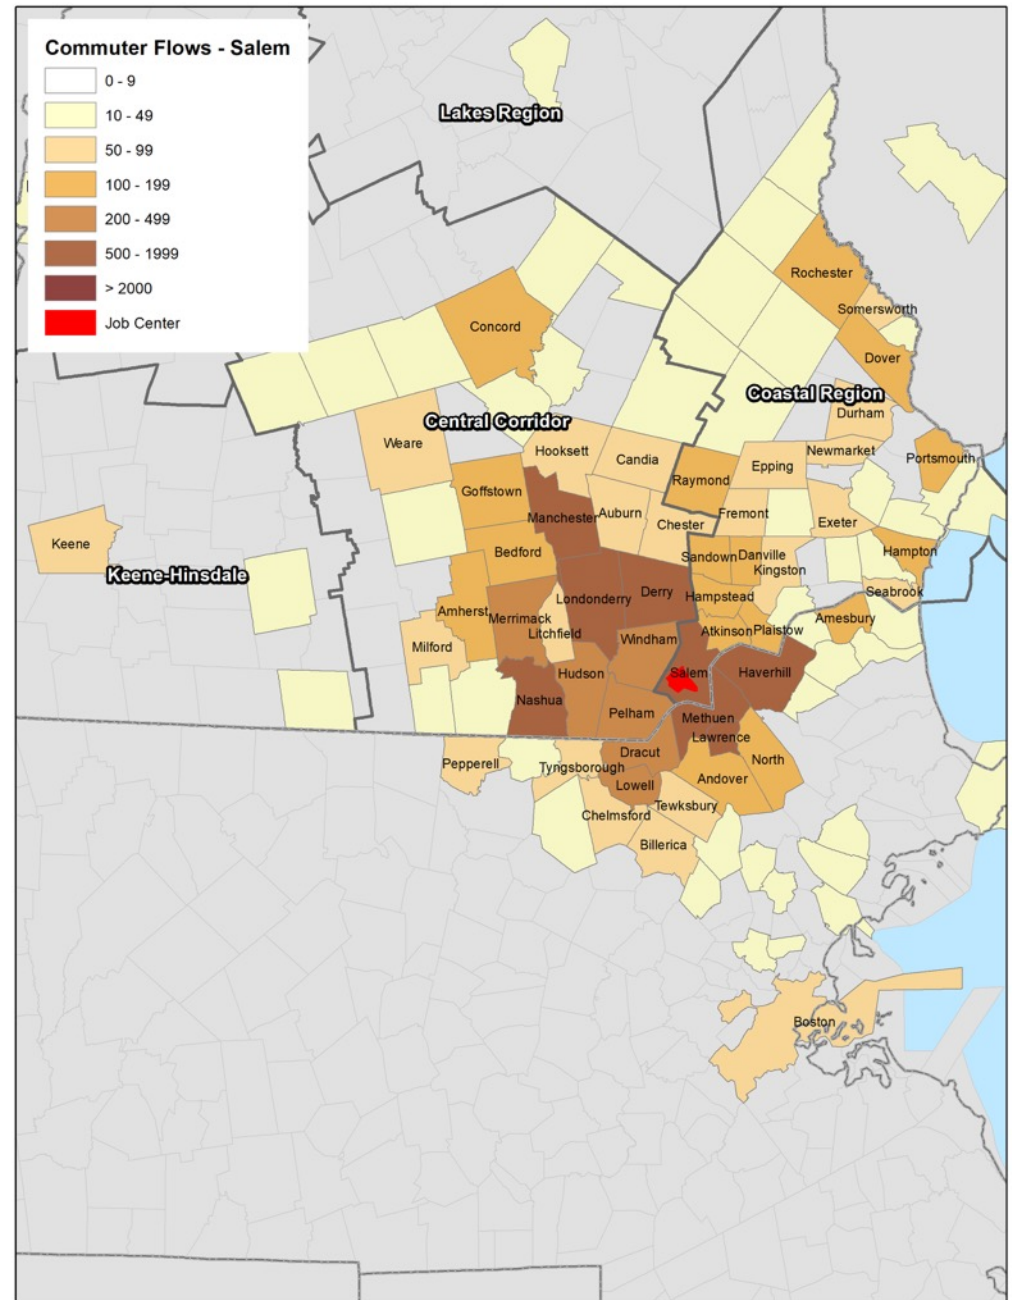 Commuter Flows - Salem
0 - 9
10 - 49
50 - 99
100 - 199
200 - 499
500 - 1999
> 2000
Job Center
Lakes Region
Rochester
Somersworth
Concord
Dover
Coastal Region
Durham
Central Corridor
Weare
Hooksett
Newmarket
Portsmouth
Candia
Epping
Raymond
Goffstown
Manchester
Auburn
Fremont
Chester
Exeter
Keene
Bedford
Sandown
Danville
Hampton
Kingston
Keene-Hinsdale
Seabrook
Derry
Londonderry
Hampstead
Amherst
Merrimack
Amesbury
Litchfield
Atkinson
Plaistow
Windham
Milford
Hudson
Salem
Haverhill
Nashua
Pelham
Methuen
Lawrence
Dracut
North
Pepperell
Tyngsborough
Andover
Lowell
Tewksbury
Chelmsford
Billerica
Boston